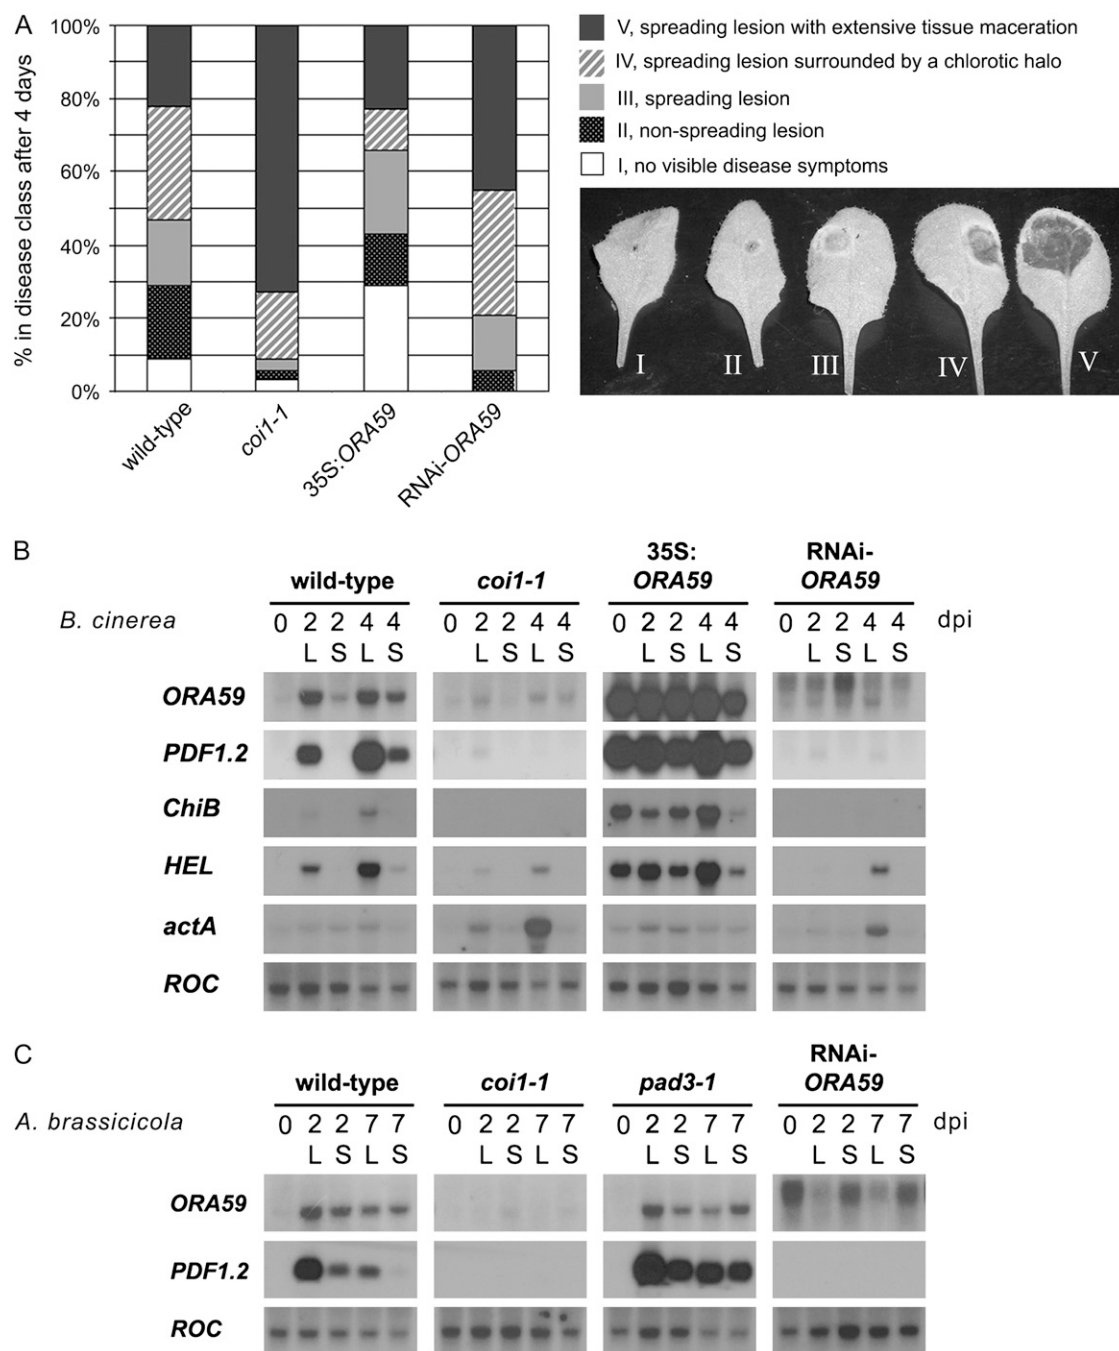 A
% in disease class after 4 days
100%
80%
60%
40%
20%
0%
wild-type
coi1-1
35S:ORA59
RNAi-ORA59
V, spreading lesion with extensive tissue maceration
IV, spreading lesion surrounded by a chlorotic halo
III, spreading lesion
II, non-spreading lesion
I, no visible disease symptoms
I II III IV V
B
35S: RNAi-
wild-type coi1-1 ORA59 ORA59
B. cinerea 0 2 2 4 4 0 2 2 4 4 0 2 2 4 4 0 2 2 4 4 dpi
L S L S L S L S L S L S L S L S
ORA59
PDF1.2
ChiB
HEL
actA
ROC
C
RNAi-
wild-type coi1-1 pad3-1 ORA59
A. brassicicola 0 2 2 7 7 0 2 2 7 7 0 2 2 7 7 0 2 2 7 7 dpi
L S L S L S L S L S L S L S L S
ORA59
PDF1.2
ROC